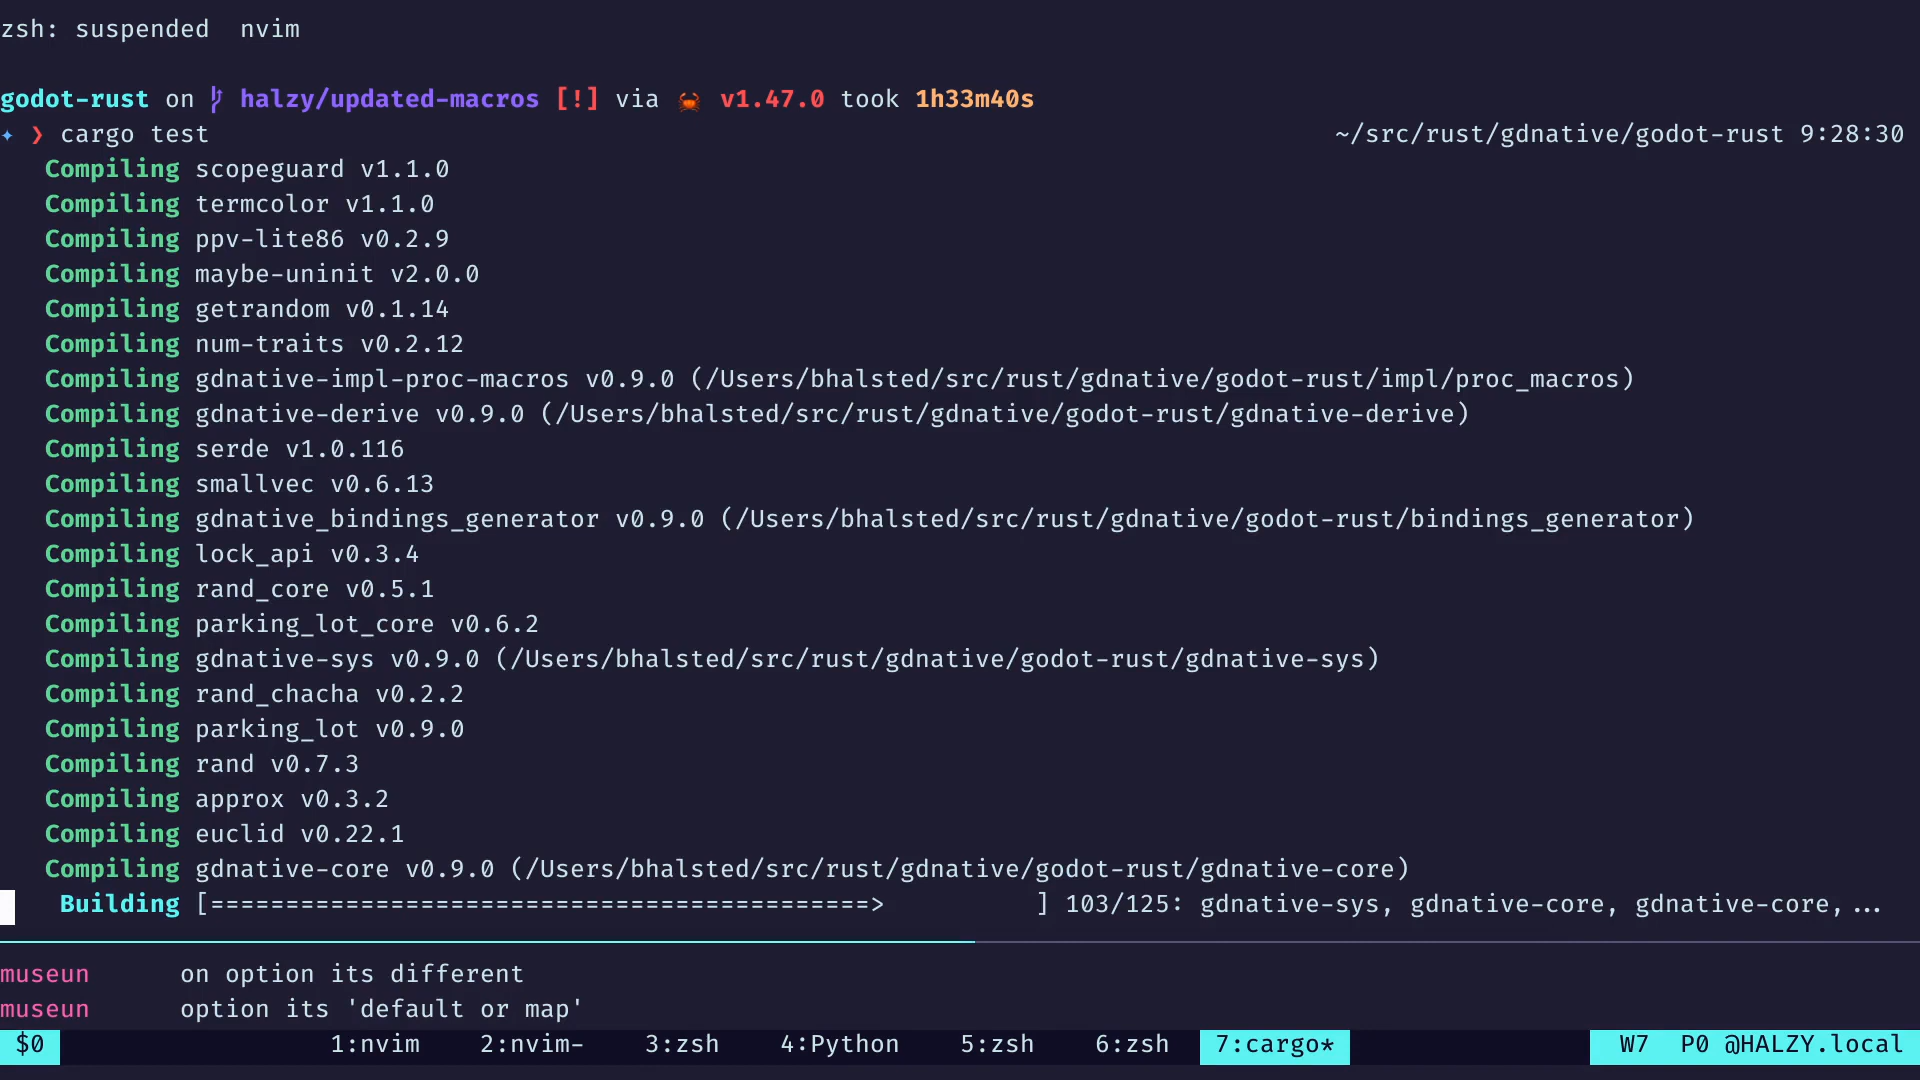 zsh: suspended  nvim
godot-rust on halzy/updated-macros [!] via 🦀 v1.47.0 took 1h33m40s
✦ ❯ cargo test ~/src/rust/gdnative/godot-rust 9:28:30
Compiling scopeguard v1.1.0
Compiling termcolor v1.1.0
Compiling ppv-lite86 v0.2.9
Compiling maybe-uninit v2.0.0
Compiling getrandom v0.1.14
Compiling num-traits v0.2.12
Compiling gdnative-impl-proc-macros v0.9.0 (/Users/bhalsted/src/rust/gdnative/godot-rust/impl/proc_macros)
Compiling gdnative-derive v0.9.0 (/Users/bhalsted/src/rust/gdnative/godot-rust/gdnative-derive)
Compiling serde v1.0.116
Compiling smallvec v0.6.13
Compiling gdnative_bindings_generator v0.9.0 (/Users/bhalsted/src/rust/gdnative/godot-rust/bindings_generator)
Compiling lock_api v0.3.4
Compiling rand_core v0.5.1
Compiling parking_lot_core v0.6.2
Compiling gdnative-sys v0.9.0 (/Users/bhalsted/src/rust/gdnative/godot-rust/gdnative-sys)
Compiling rand_chacha v0.2.2
Compiling parking_lot v0.9.0
Compiling rand v0.7.3
Compiling approx v0.3.2
Compiling euclid v0.22.1
Compiling gdnative-core v0.9.0 (/Users/bhalsted/src/rust/gdnative/godot-rust/gdnative-core)
Building [============================================>          ] 103/125: gdnative-sys, gdnative-core, gdnative-core,...
museun on option its different
museun option its 'default or map'
$0 1:nvim 2:nvim- 3:zsh 4:Python 5:zsh 6:zsh 7:cargo* W7 P0 @HALZY.local